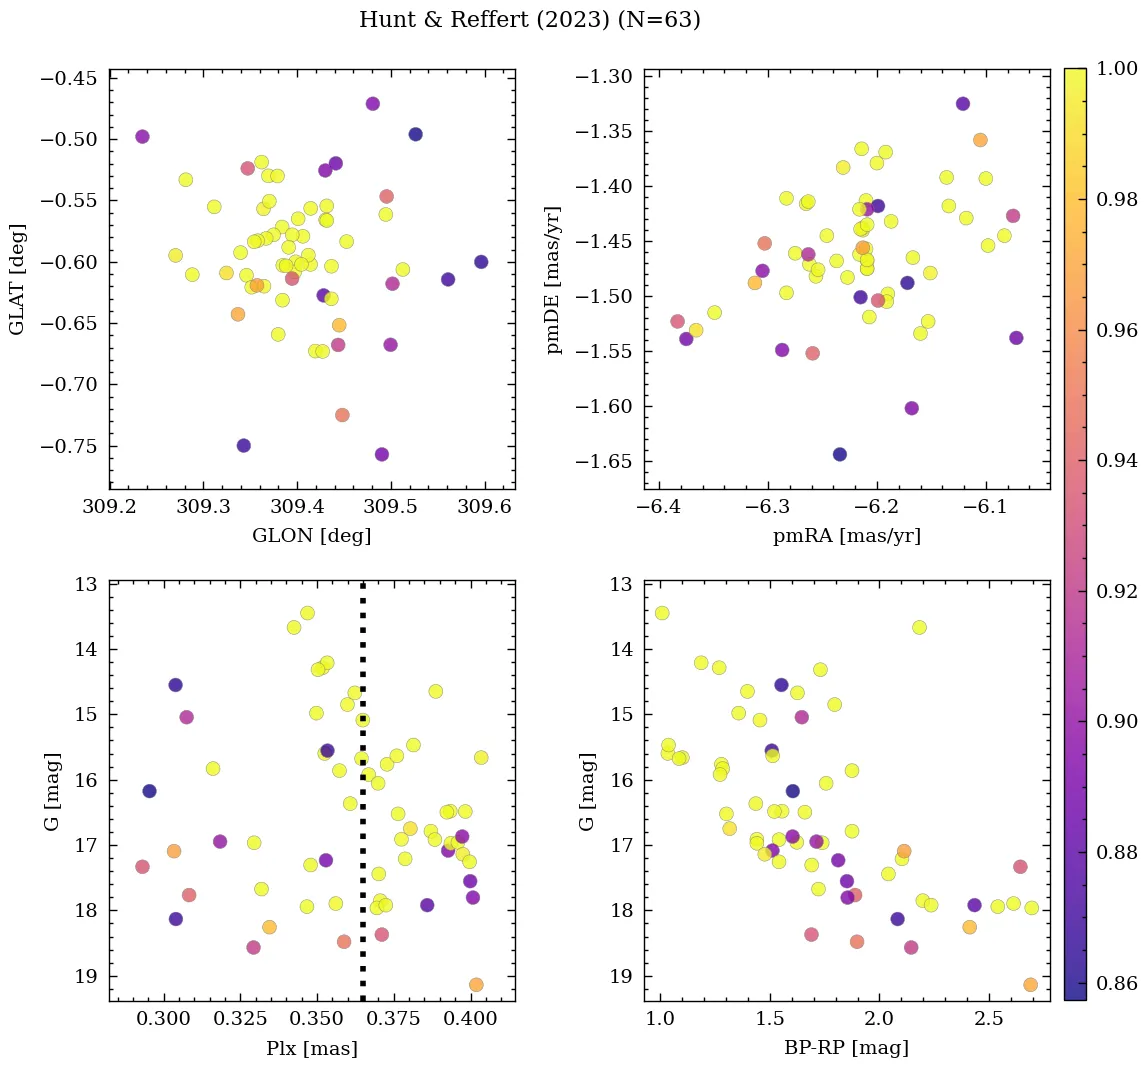 Hunt & Reffert (2023) (N=63)
−0.45
−0.50
−0.55
−0.60
−0.65
−0.70
−0.75
GLAT [deg]
309.2 309.3 309.4 309.5 309.6
GLON [deg]
−1.30
−1.35
−1.40
−1.45
−1.50
−1.55
−1.60
−1.65
pmDE [mas/yr]
−6.4 −6.3 −6.2 −6.1
pmRA [mas/yr]
13
14
15
16
17
18
19
G [mag]
0.300 0.325 0.350 0.375 0.400
Plx [mas]
13
14
15
16
17
18
19
G [mag]
1.0 1.5 2.0 2.5
BP-RP [mag]
1.00
0.98
0.96
0.94
0.92
0.90
0.88
0.86